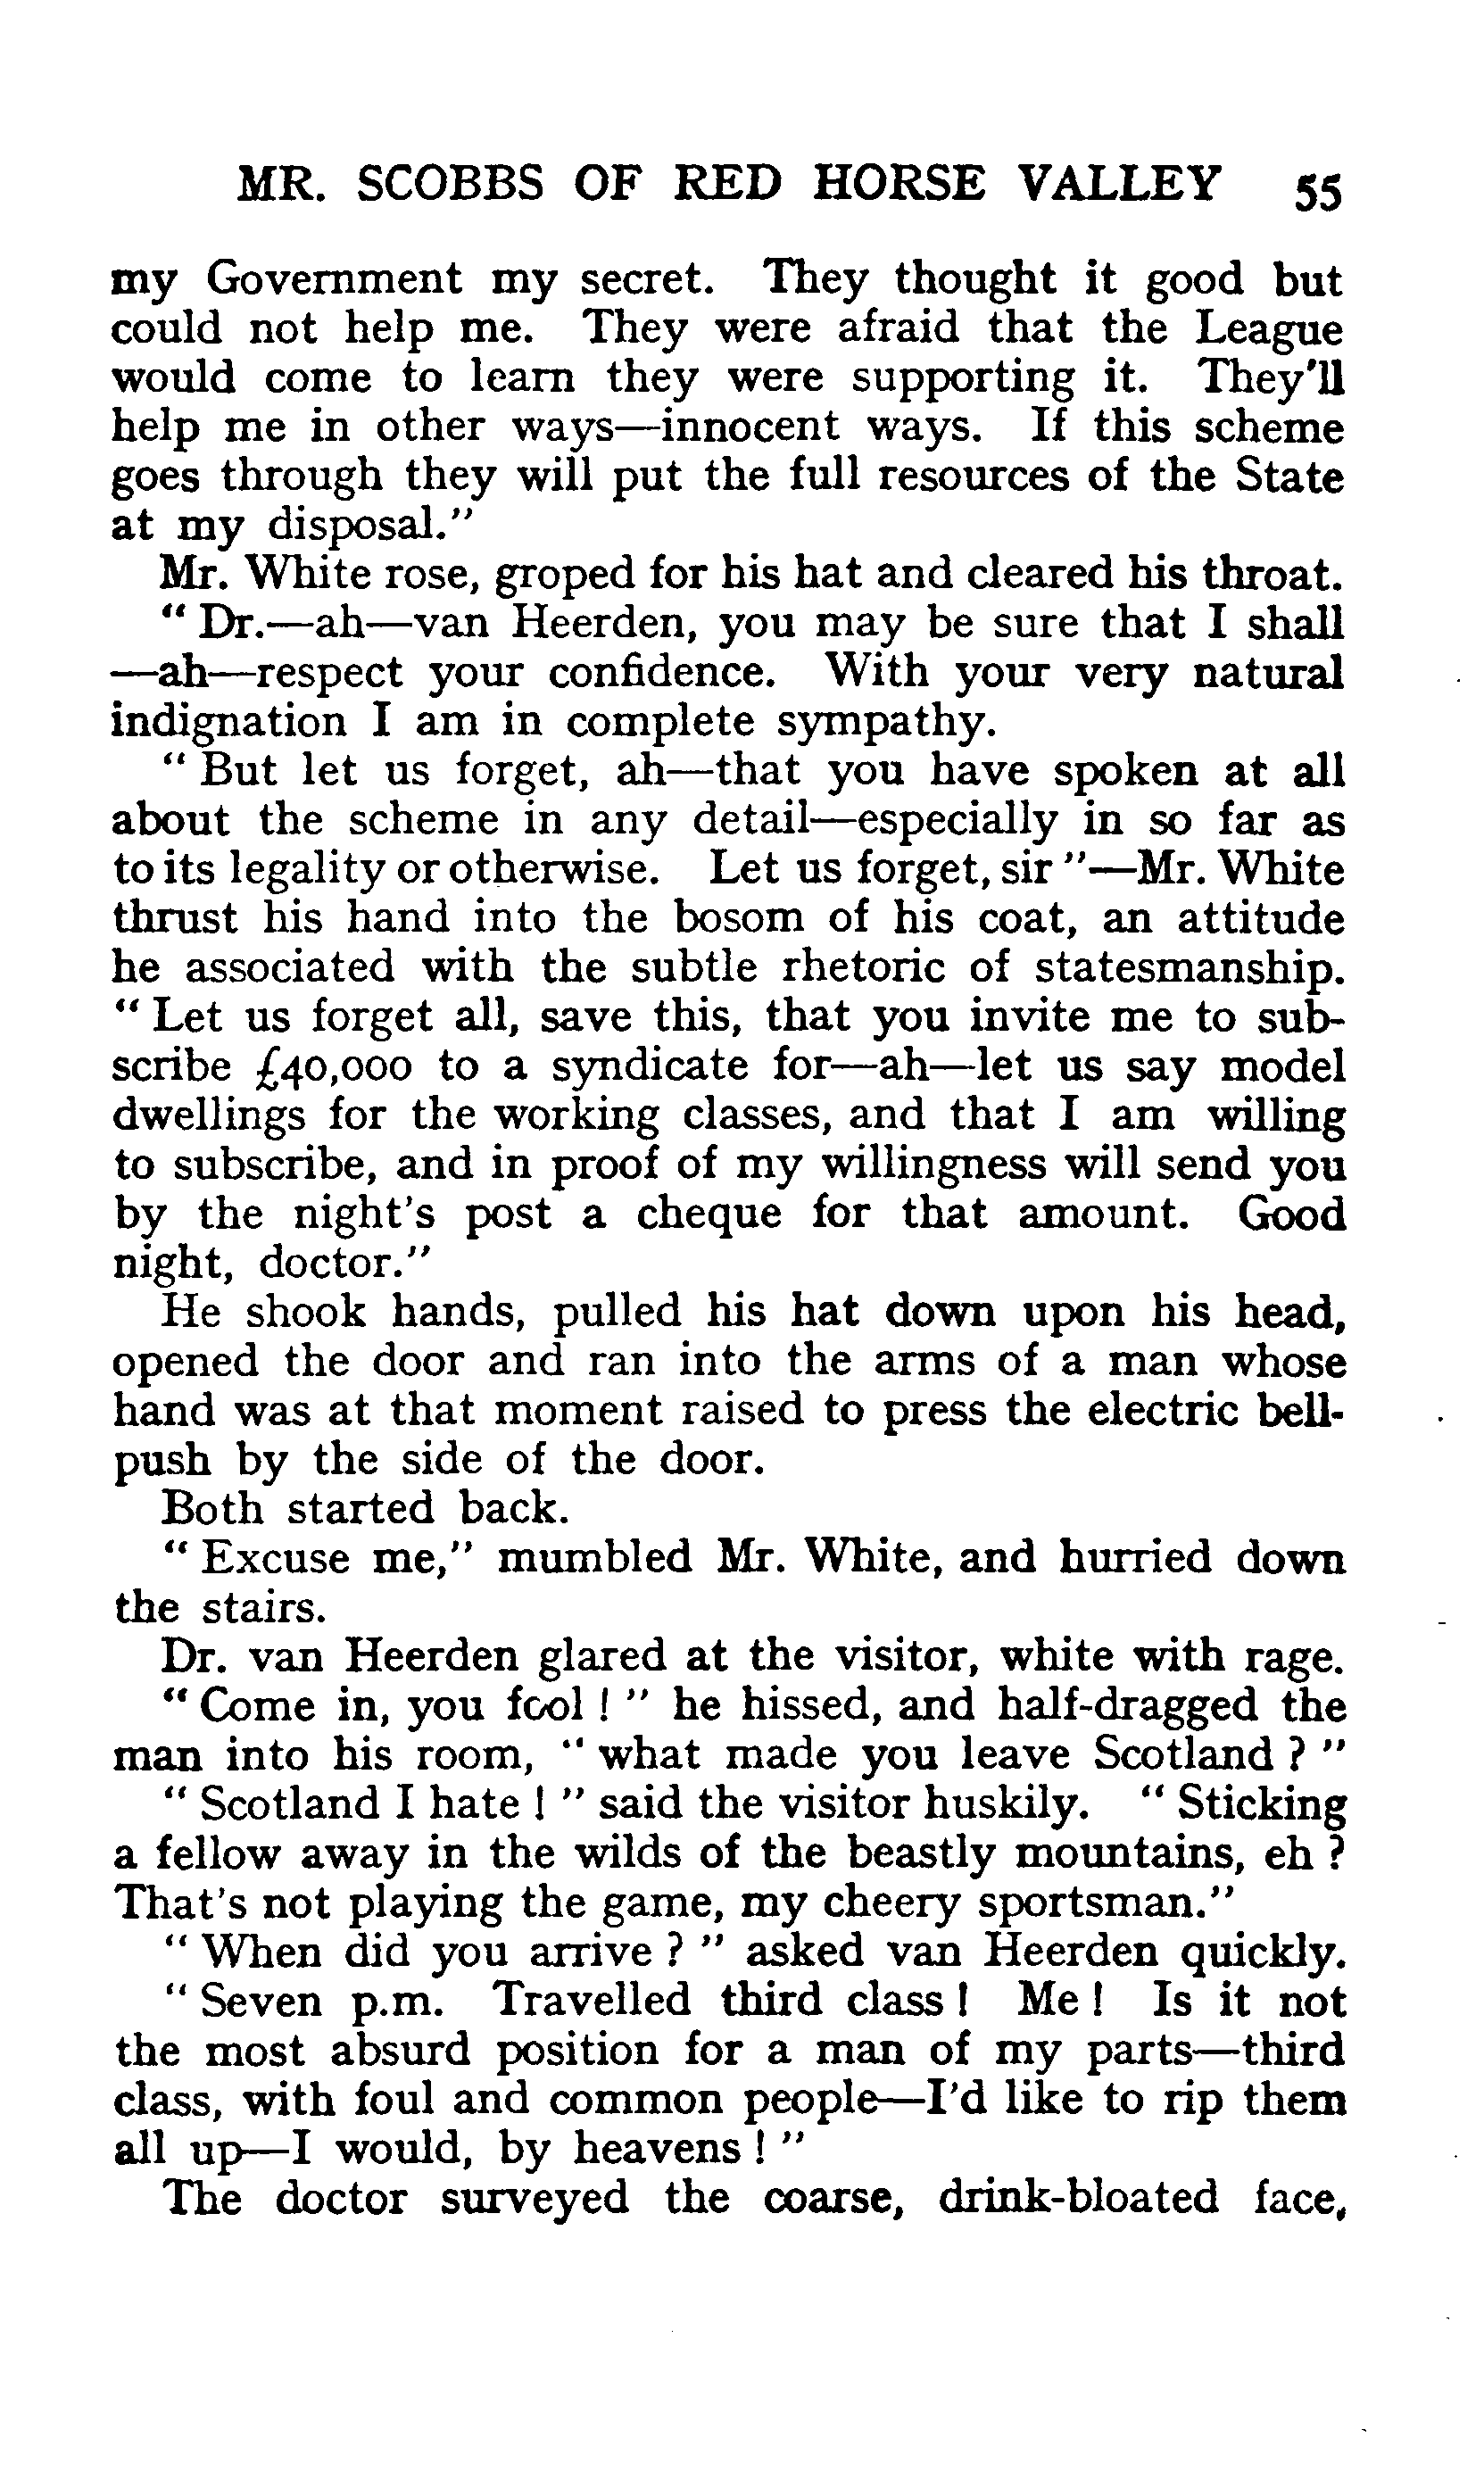 MR. SCOBBS OF RED HORSE VALLEY 55
my Government my secret. They thought it good but
could not help me. They were afraid that the League
would come to learn they were supporting it. They'll
help me in other ways—innocent ways. If this scheme
goes through they will put the full resources of the State
at my disposal."
Mr. White rose, groped for his hat and cleared his throat.
" Dr.—ah—van Heerden, you may be sure that I shall
—ah—respect your confidence. With your very natural
indignation I am in complete sympathy.
" But let us forget, ah—that you have spoken at all
about the scheme in any detail—especially in so far as
to its legality or otherwise. Let us forget, sir "—Mr. White
thrust his hand into the bosom of his coat, an attitude
he associated with the subtle rhetoric of statesmanship.
" Let us forget all, save this, that you invite me to sub-
scribe £40,000 to a syndicate for—ah—let us say model
dwellings for the working classes, and that I am willing
to subscribe, and in proof of my willingness will send you
by the night's post a cheque for that amount. Good
night, doctor."
He shook hands, pulled his hat down upon his head,
opened the door and ran into the arms of a man whose
hand was at that moment raised to press the electric bell-
push by the side of the door.
Both started back.
" Excuse me," mumbled Mr. White, and hurried down
the stairs.
Dr. van Heerden glared at the visitor, white with rage.
" Come in, you fool ! " he hissed, and half-dragged the
man into his room, " what made you leave Scotland ? "
" Scotland I hate ! " said the visitor huskily. " Sticking
a fellow away in the wilds of the beastly mountains, eh ?
That's not playing the game, my cheery sportsman."
" When did you arrive ? " asked van Heerden quickly.
" Seven p.m. Travelled third class ! Me ! Is it not
the most absurd position for a man of my parts—third
class, with foul and common people—I'd like to rip them
all up—I would, by heavens ! "
The doctor surveyed the coarse, drink-bloated face,